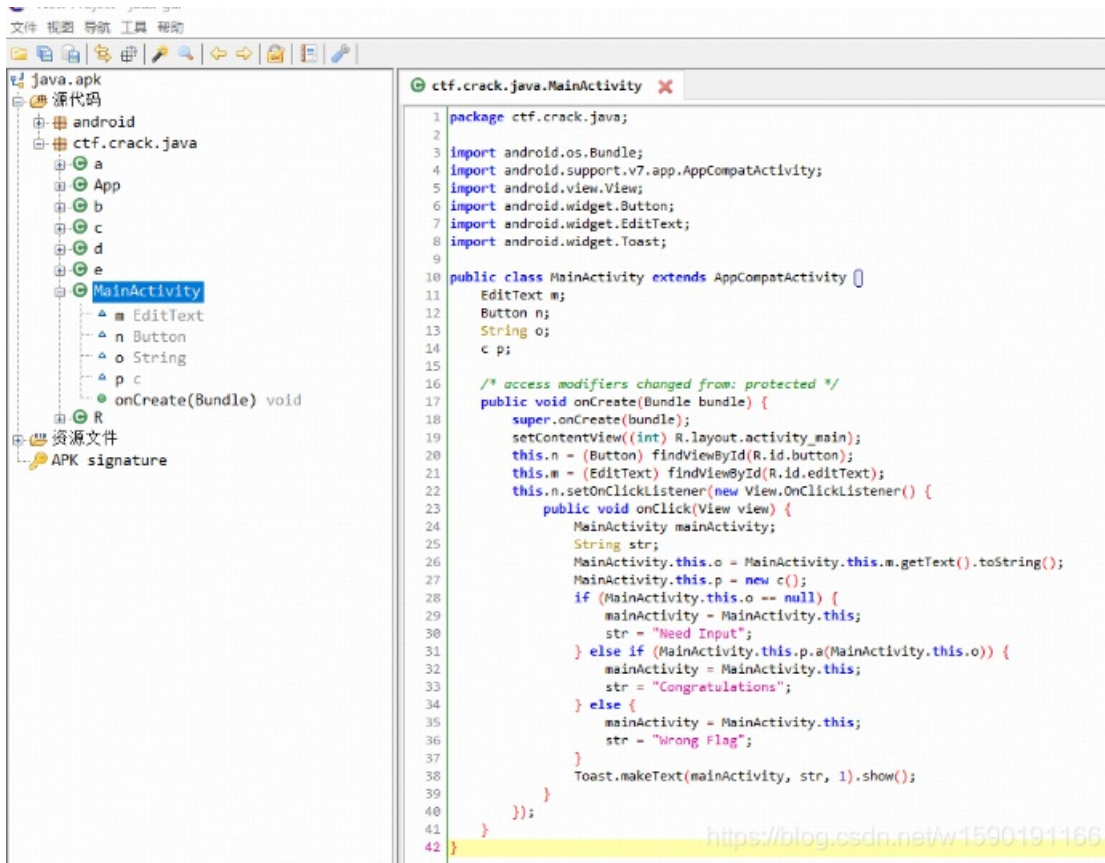 文件 视图 导航 工具 帮助
java.apk
源代码
android
ctf.crack.java
a
App
b
c
d
e
MainActivity
m EditText
n Button
o String
p c
onCreate(Bundle) void
R
资源文件
APK signature
ctf.crack.java.MainActivity
1 package ctf.crack.java;
2
3 import android.os.Bundle;
4 import android.support.v7.app.AppCompatActivity;
5 import android.view.View;
6 import android.widget.Button;
7 import android.widget.EditText;
8 import android.widget.Toast;
9
10 public class MainActivity extends AppCompatActivity {
11 EditText m;
12 Button n;
13 String o;
14 c p;
15
16 /* access modifiers changed from: protected */
17 public void onCreate(Bundle bundle) {
18 super.onCreate(bundle);
19 setContentView((int) R.layout.activity_main);
20 this.n = (Button) findViewById(R.id.button);
21 this.m = (EditText) findViewById(R.id.editText);
22 this.n.setOnClickListener(new View.OnClickListener() {
23 public void onClick(View view) {
24 MainActivity mainActivity;
25 String str;
26 MainActivity.this.o = MainActivity.this.m.getText().toString();
27 MainActivity.this.p = new c();
28 if (MainActivity.this.o == null) {
29 mainActivity = MainActivity.this;
30 str = "Need Input";
31 } else if (MainActivity.this.p.a(MainActivity.this.o)) {
32 mainActivity = MainActivity.this;
33 str = "Congratulations";
34 } else {
35 mainActivity = MainActivity.this;
36 str = "Wrong Flag";
37 }
38 Toast.makeText(mainActivity, str, 1).show();
39 }
40 });
41 }
42 }
https://blog.csdn.net/w1590191166